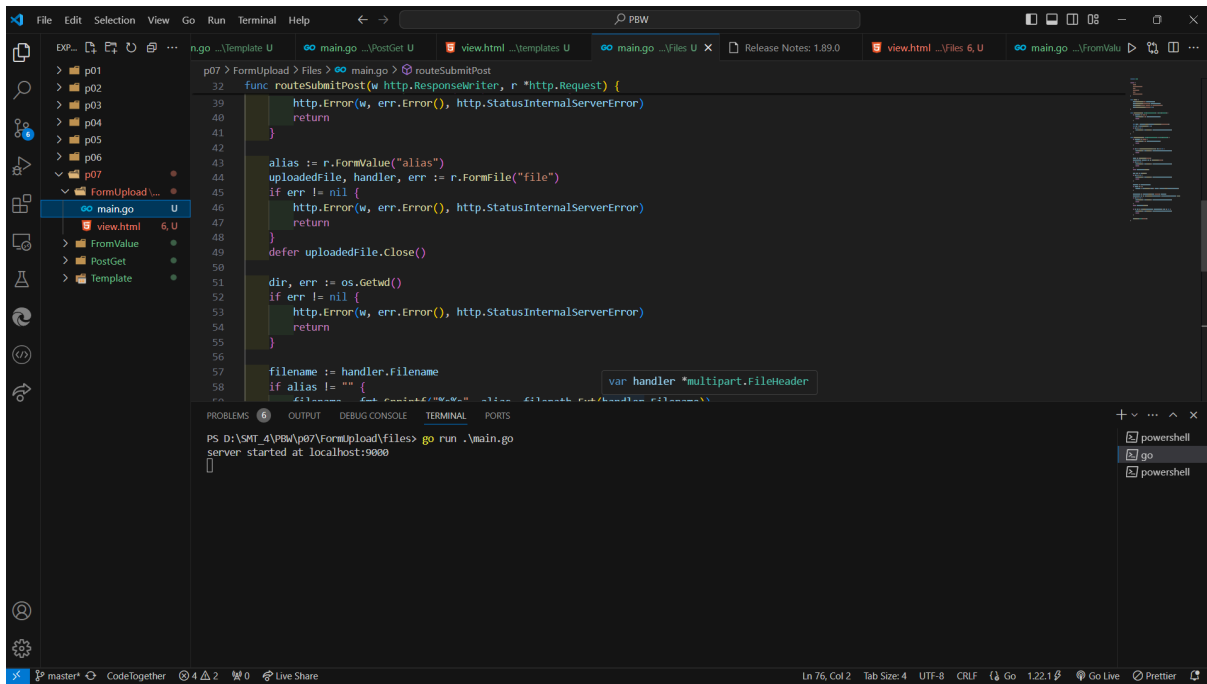 File Edit Selection View Go Run Terminal Help
PBW
EXP...
n.go ...\Template U
GO main.go ...\PostGet U
view.html ...\templates U
GO main.go ...\Files U
Release Notes: 1.89.0
view.html ...\Files 6, U
GO main.go ...\FromValu
p07 > FormUpload > Files > GO main.go > routeSubmitPost
> p01
> p02
> p03
> p04
> p05
> p06
p07
FormUpload \...
GO main.go U
view.html 6, U
> FromValue
> PostGet
> Template
32 func routeSubmitPost(w http.ResponseWriter, r *http.Request) {
39 http.Error(w, err.Error(), http.StatusInternalServerError)
40 return
41 }
42
43 alias := r.FormValue("alias")
44 uploadedFile, handler, err := r.FormFile("file")
45 if err != nil {
46 http.Error(w, err.Error(), http.StatusInternalServerError)
47 return
48 }
49 defer uploadedFile.Close()
50
51 dir, err := os.Getwd()
52 if err != nil {
53 http.Error(w, err.Error(), http.StatusInternalServerError)
54 return
55 }
56
57 filename := handler.Filename
var handler *multipart.FileHeader
58 if alias != "" {
PROBLEMS 6 OUTPUT DEBUG CONSOLE TERMINAL PORTS
PS D:\SMT_4\PBW\p07\FormUpload\files> go run .\main.go
server started at localhost:9000
powershell
go
powershell
6
master* CodeTogether 4 2 0 Live Share
Ln 76, Col 2 Tab Size: 4 UTF-8 CRLF Go 1.22.1 Go Live Prettier